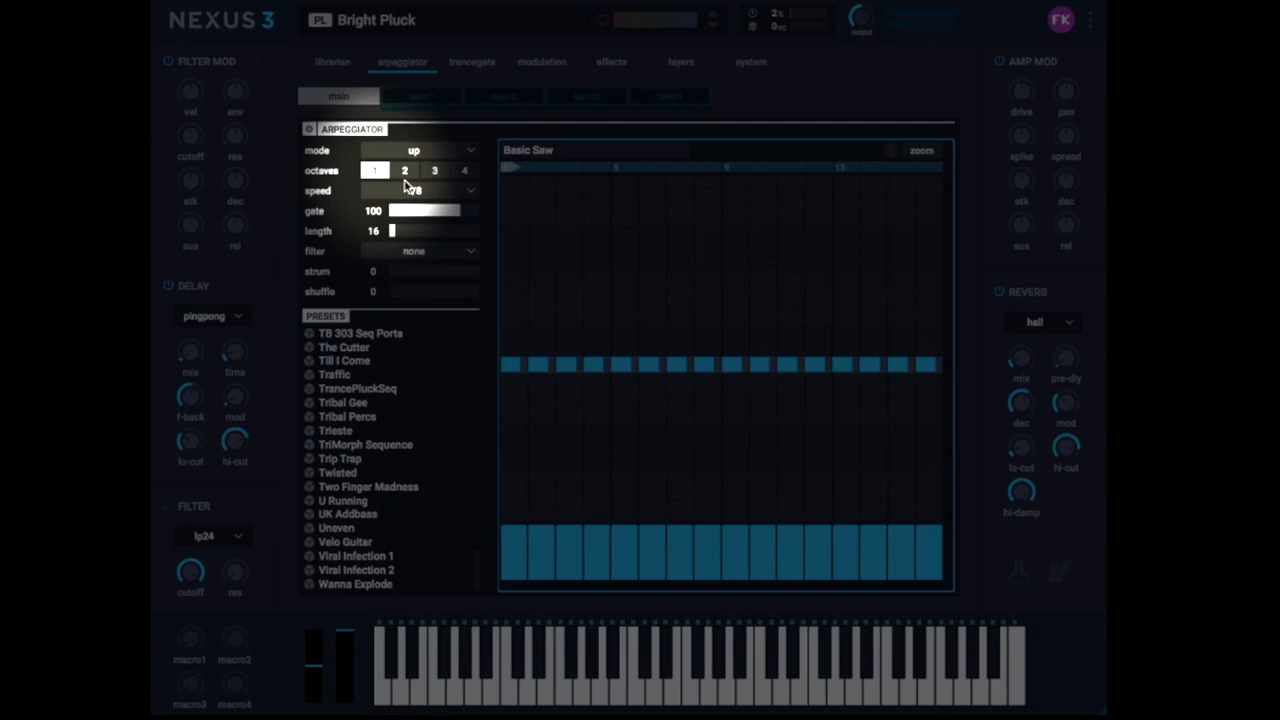 NEXUS 3
PL Bright Pluck
2%
0
output
FK
FILTER MOD
vel env
cutoff res
atk dec
sus rel
DELAY
pingpong
mix time
f-back mod
lo-cut hi-cut
FILTER
lp24
cutoff res
macro1 macro2
macro3 macro4
librarian arpeggiator trancegate modulation effects layers system
main
ARPEGGIATOR
mode up
octaves 1 2 3 4
speed
gate 100
length 16
filter none
strum 0
shuffle 0
PRESETS
TB 303 Seq Porta
The Cutter
Till I Come
Traffic
TrancePluckSeq
Tribal Gee
Tribal Percs
Trieste
TriMorph Sequence
Trip Trap
Twisted
Two Finger Madness
U Running
UK Addbass
Uneven
Velo Guitar
Viral Infection 1
Viral Infection 2
Wanna Explode
Basic Saw
zoom
5 9 13
AMP MOD
drive pan
spike spread
atk dec
sus rel
REVERB
hall
mix pre-dly
dec mod
lo-cut hi-cut
hi-damp